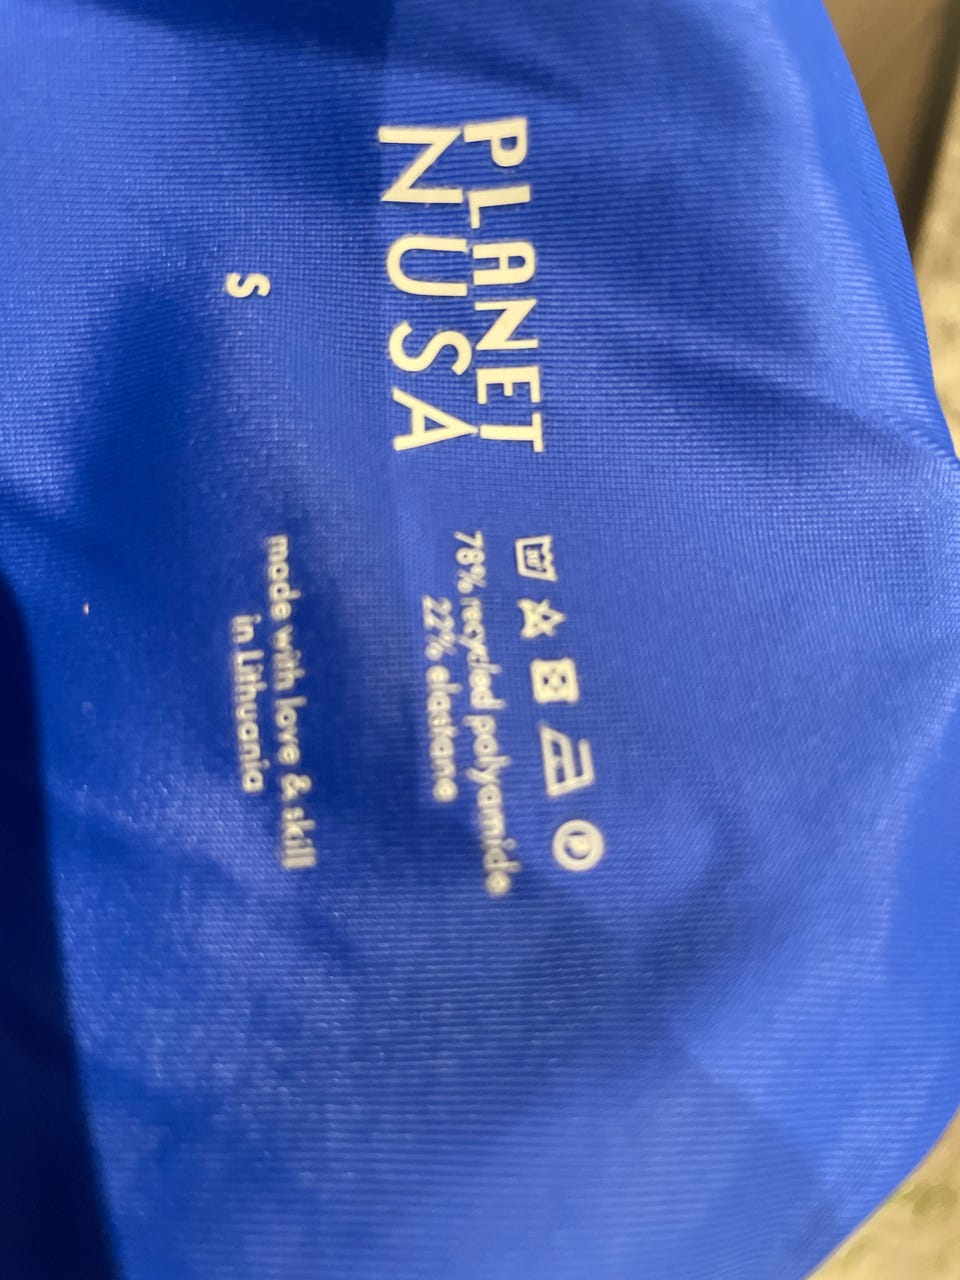 PLANET
NUSA
S
78% recycled polyamide
22% elastane
made with love & skill
in Lithuania